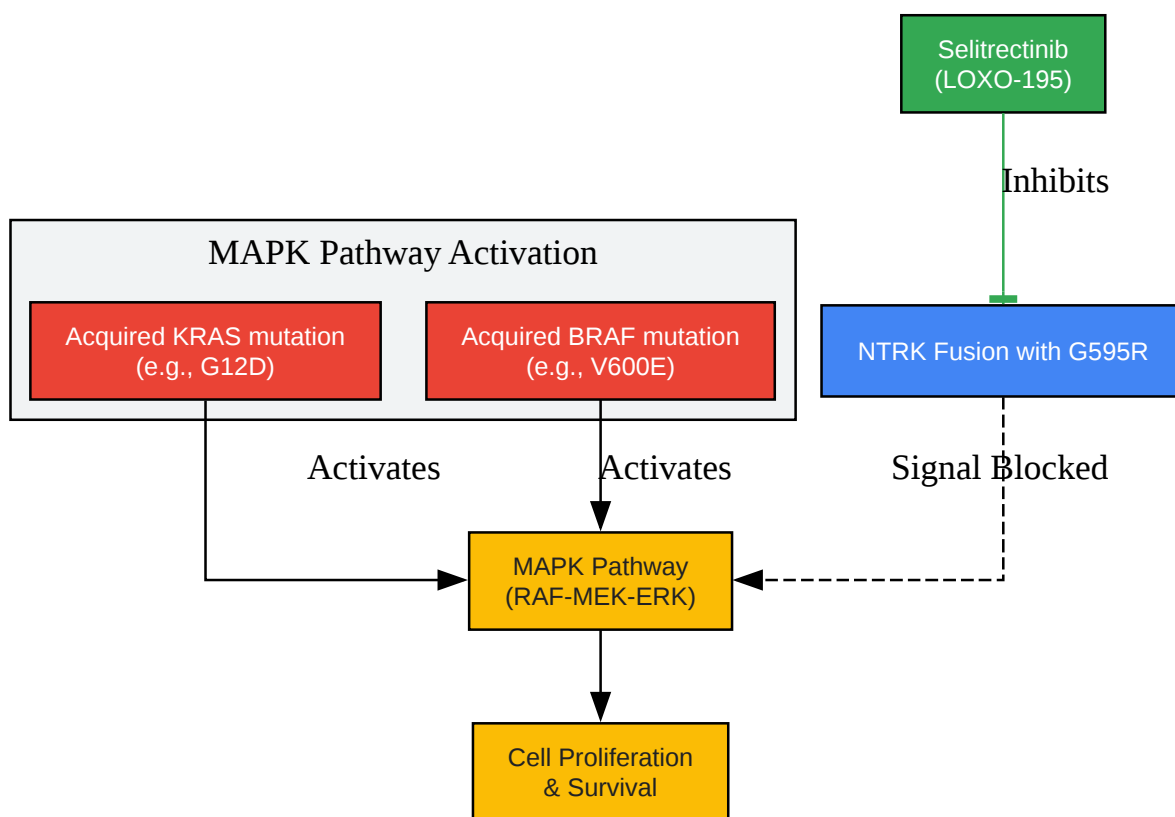 Selitrectinib
(LOXO-195)
Inhibits
MAPK Pathway Activation
Acquired KRAS mutation
(e.g., G12D)
Acquired BRAF mutation
(e.g., V600E)
NTRK Fusion with G595R
Activates
Activates
Signal Blocked
MAPK Pathway
(RAF-MEK-ERK)
Cell Proliferation
& Survival